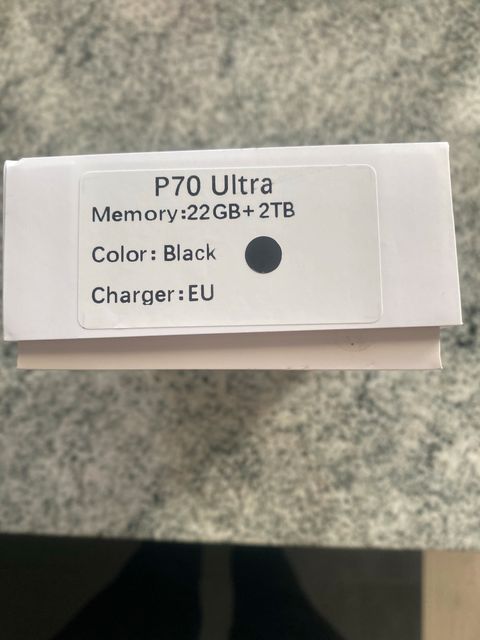 P70 Ultra
Memory:22GB+2TB
Color: Black
Charger:EU